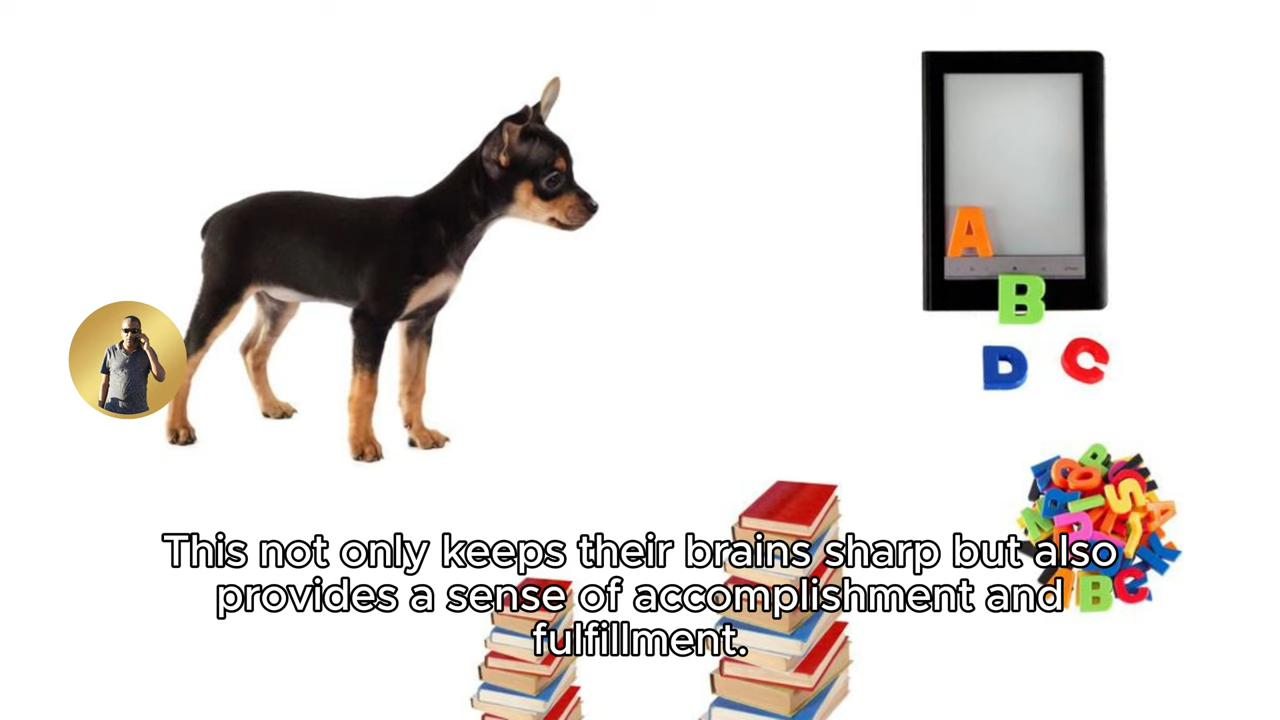 A
B
D C
This not only keeps their brains sharp but also
provides a sense of accomplishment and
fulfillment.